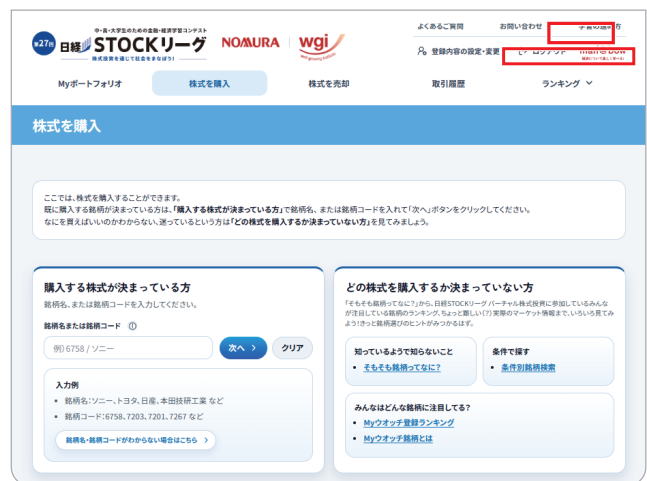 よくあるご質問
お問い合わせ
学習の進め方
第27回
中・高・大学生のための金融・経済学習コンテスト
日経 STOCKリーグ
株式投資を通じて社会をまなぼう!
NOMURA
wgi
well-growing institute
登録内容の設定・変更
ログアウト
man@bow
Myポートフォリオ
株式を購入
株式を売却
取引履歴
ランキング
株式を購入
ここでは、株式を購入することができます。
既に購入する銘柄が決まっている方は、「購入する株式が決まっている方」で銘柄名、または銘柄コードを入れて「次へ」ボタンをクリックしてください。
なにを買えばいいのかわからない、迷っているという方は「どの株式を購入するか決まっていない方」を見てみましょう。
購入する株式が決まっている方
銘柄名、または銘柄コードを入力してください。
銘柄名または銘柄コード
例) 6758 / ソニー
次へ
クリア
入力例
• 銘柄名:ソニー、トヨタ、日産、本田技研工業 など
• 銘柄コード:6758、7203、7201、7267 など
銘柄名・銘柄コードがわからない場合はこちら
どの株式を購入するか決まっていない方
「そもそも銘柄ってなに?」から、日経STOCKリーグ バーチャル株式投資に参加しているみんな
が注目している銘柄のランキング、ちょっと難しい(?)実際のマーケット情報まで、いろいろ見てみ
よう!きっと銘柄選びのヒントがみつかるはず。
知っているようで知らないこと
• そもそも銘柄ってなに?
条件で探す
• 条件別銘柄検索
みんなはどんな銘柄に注目してる?
• Myウオッチ登録ランキング
• Myウオッチ銘柄とは